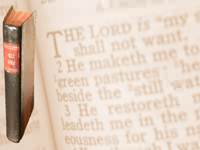 THE LORD is "my
shall not want.
2 He maketh me to
green pastures" he
beside the "still wat
3 He restoreth m
leadeth me in the
eousness for his na